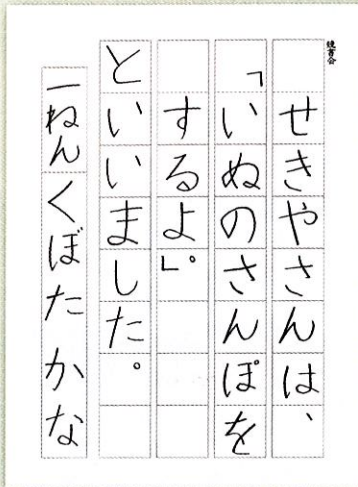 せきやさんは、
「いぬのさんぽを
するよ。」
といいました。
一ねん くぼた かな